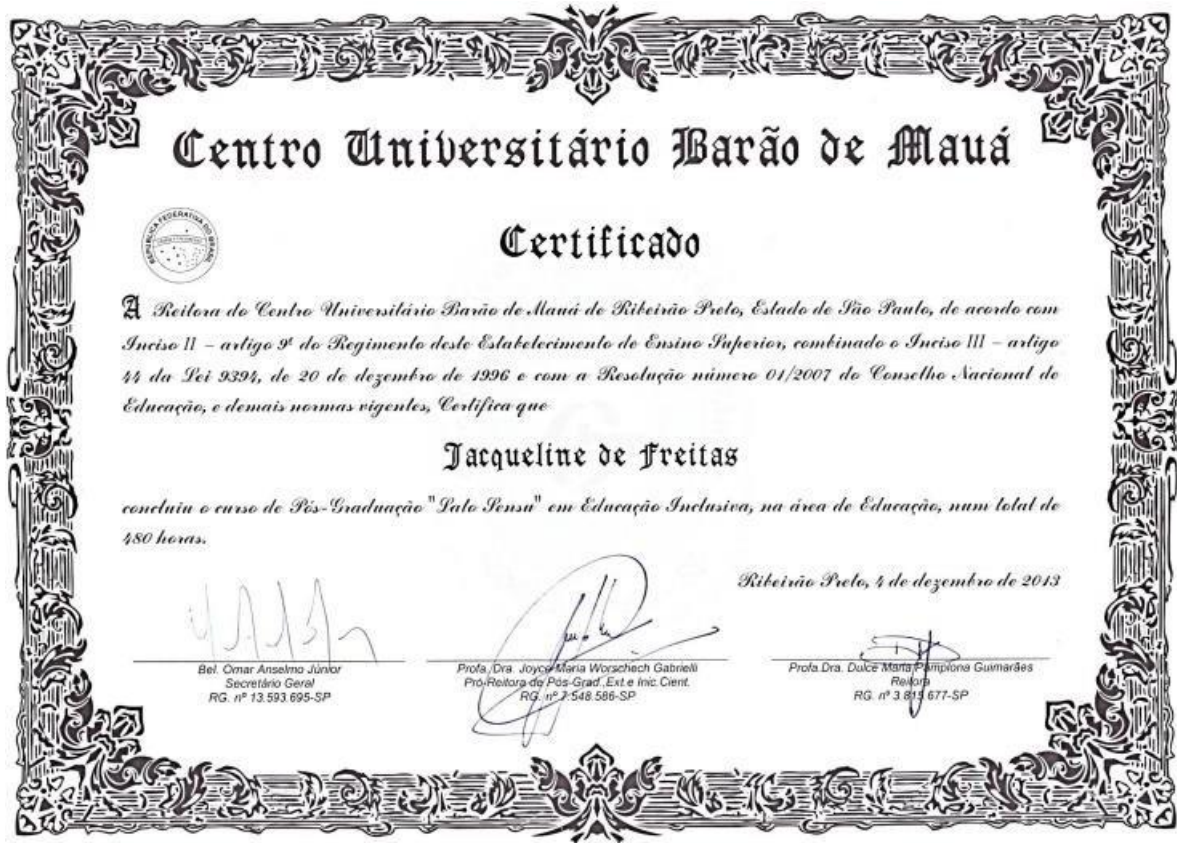 Centro Universitário Barão de Mauá
REPÚBLICA FEDERATIVA DO BRASIL
Certificado
A Reitora do Centro Universitário Barão de Mauá de Ribeirão Preto, Estado de São Paulo, de acordo com
Inciso II – artigo 9º do Regimento deste Estabelecimento de Ensino Superior, combinado o Inciso III – artigo
44 da Lei 9394, de 20 de dezembro de 1996 e com a Resolução número 01/2007 do Conselho Nacional de
Educação, e demais normas vigentes, Certifica que
Jacqueline de Freitas
concluiu o curso de Pós-Graduação "Lato Sensu" em Educação Inclusiva, na área de Educação, num total de
480 horas.
Ribeirão Preto, 4 de dezembro de 2013
Bel. Omar Anselmo Júnior
Secretário Geral
RG. nº 13.593.695-SP
Profa. Dra. Joyce Maria Worschech Gabrielli
Pró-Reitora de Pós-Grad.,Ext.e Inic.Cient.
RG. nº 7.548.586-SP
Profa.Dra. Dulce Maria Pamplona Guimarães
Reitora
RG. nº 3.815.677-SP